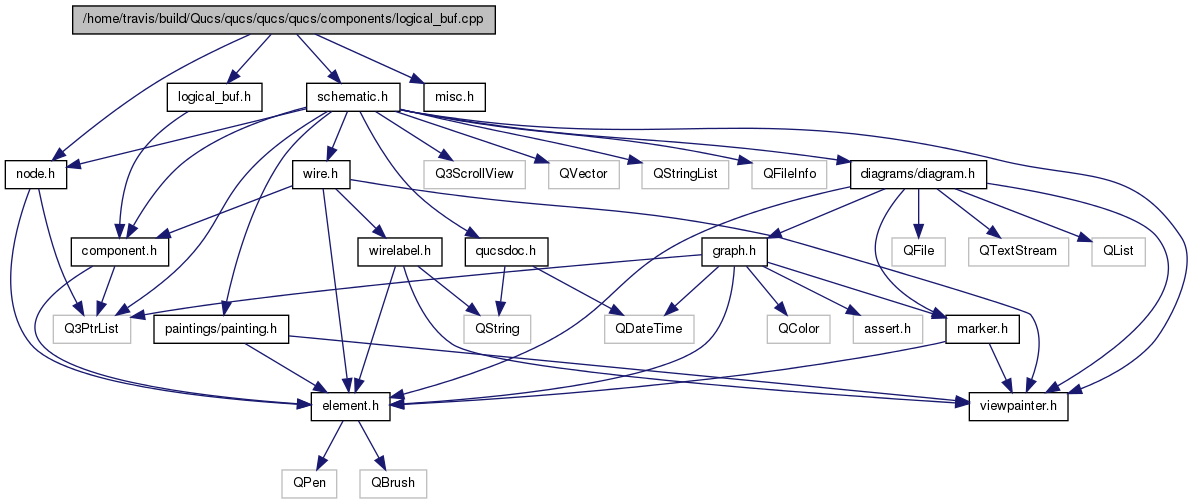 /home/travis/build/Qucs/qucs/qucs/qucs/components/logical_buf.cpp
logical_buf.h
schematic.h
misc.h
node.h
wire.h
Q3ScrollView
QVector
QStringList
QFileInfo
diagrams/diagram.h
component.h
wirelabel.h
qucsdoc.h
graph.h
QFile
QTextStream
QList
Q3PtrList
paintings/painting.h
QString
QDateTime
QColor
assert.h
marker.h
element.h
viewpainter.h
QPen
QBrush